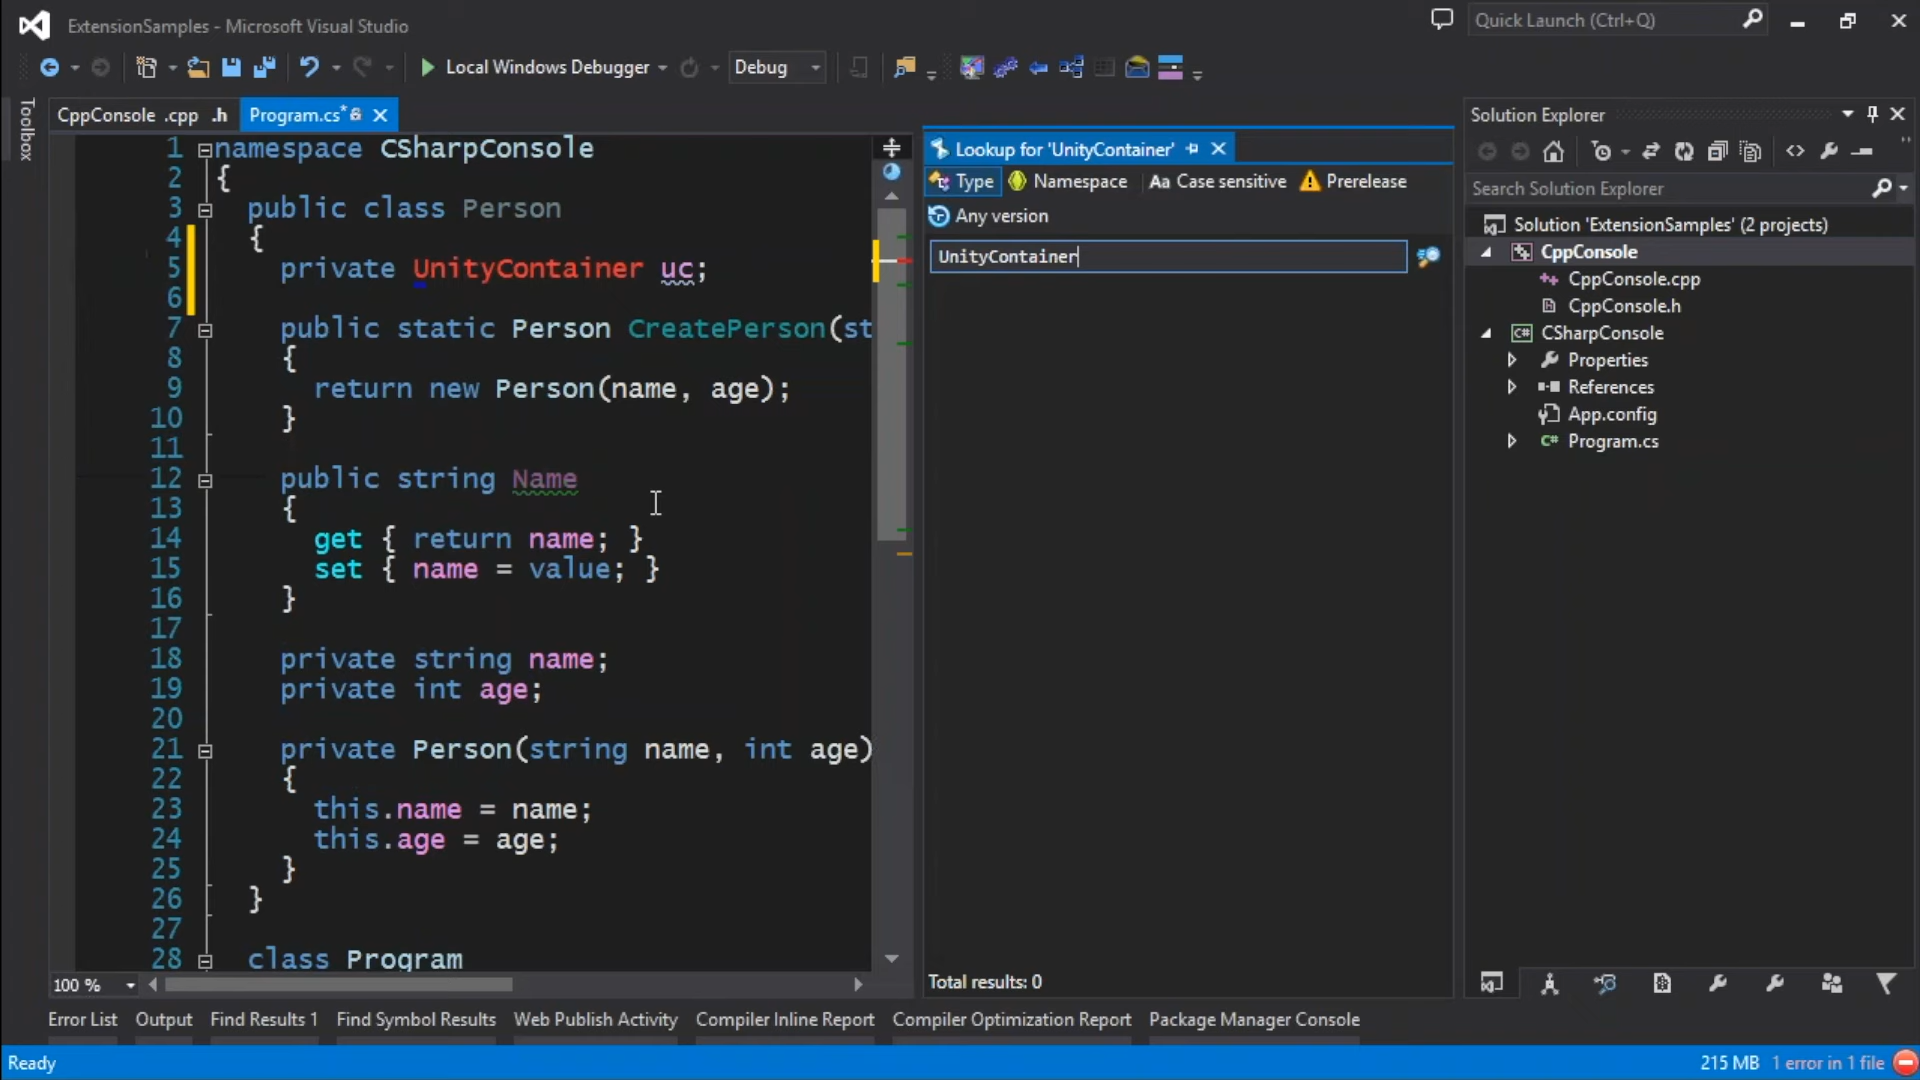 ExtensionSamples - Microsoft Visual Studio
Quick Launch (Ctrl+Q)
Local Windows Debugger
Debug
Toolbox
CppConsole .cpp .h
Program.cs*
1 namespace CSharpConsole
2 {
3 public class Person
4 {
5 private UnityContainer uc;
6
7 public static Person CreatePerson(st
8 {
9 return new Person(name, age);
10 }
11
12 public string Name
13 {
14 get { return name; }
15 set { name = value; }
16 }
17
18 private string name;
19 private int age;
20
21 private Person(string name, int age)
22 {
23 this.name = name;
24 this.age = age;
25 }
26 }
27
28 class Program
100 %
Lookup for 'UnityContainer'
Type Namespace Aa Case sensitive Prerelease
Any version
UnityContainer
Total results: 0
Solution Explorer
Search Solution Explorer
Solution 'ExtensionSamples' (2 projects)
CppConsole
CppConsole.cpp
CppConsole.h
C# CSharpConsole
Properties
References
App.config
C# Program.cs
Error List Output Find Results 1 Find Symbol Results Web Publish Activity Compiler Inline Report Compiler Optimization Report Package Manager Console
Ready
215 MB 1 error in 1 file